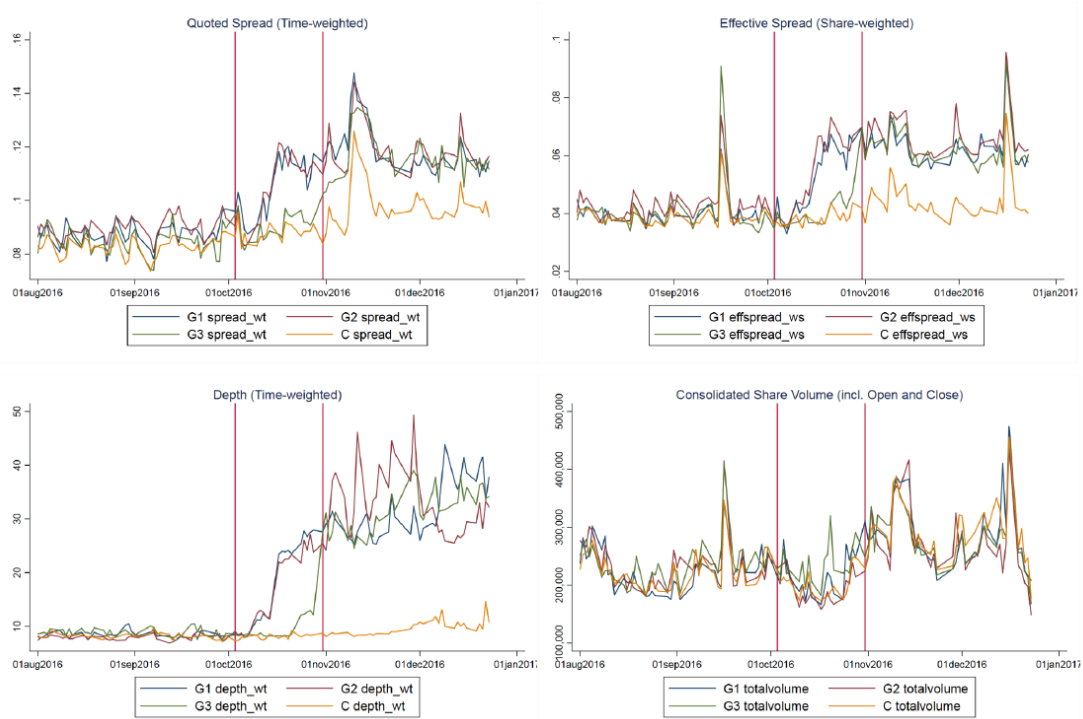 Quoted Spread (Time-weighted)
.16
.14
.12
.1
.08
01aug2016 01sep2016 01oct2016 01nov2016 01dec2016 01jan2017
G1 spread_wt G2 spread_wt
G3 spread_wt C spread_wt
Effective Spread (Share-weighted)
.1
.08
.06
.04
.02
01aug2016 01sep2016 01oct2016 01nov2016 01dec2016 01jan2017
G1 effspread_ws G2 effspread_ws
G3 effspread_ws C effspread_ws
Depth (Time-weighted)
50
40
30
20
10
01aug2016 01sep2016 01oct2016 01nov2016 01dec2016 01jan2017
G1 depth_wt G2 depth_wt
G3 depth_wt C depth_wt
Consolidated Share Volume (incl. Open and Close)
500,000
400,000
300,000
200,000
100,000
01aug2016 01sep2016 01oct2016 01nov2016 01dec2016 01jan2017
G1 totalvolume G2 totalvolume
G3 totalvolume C totalvolume